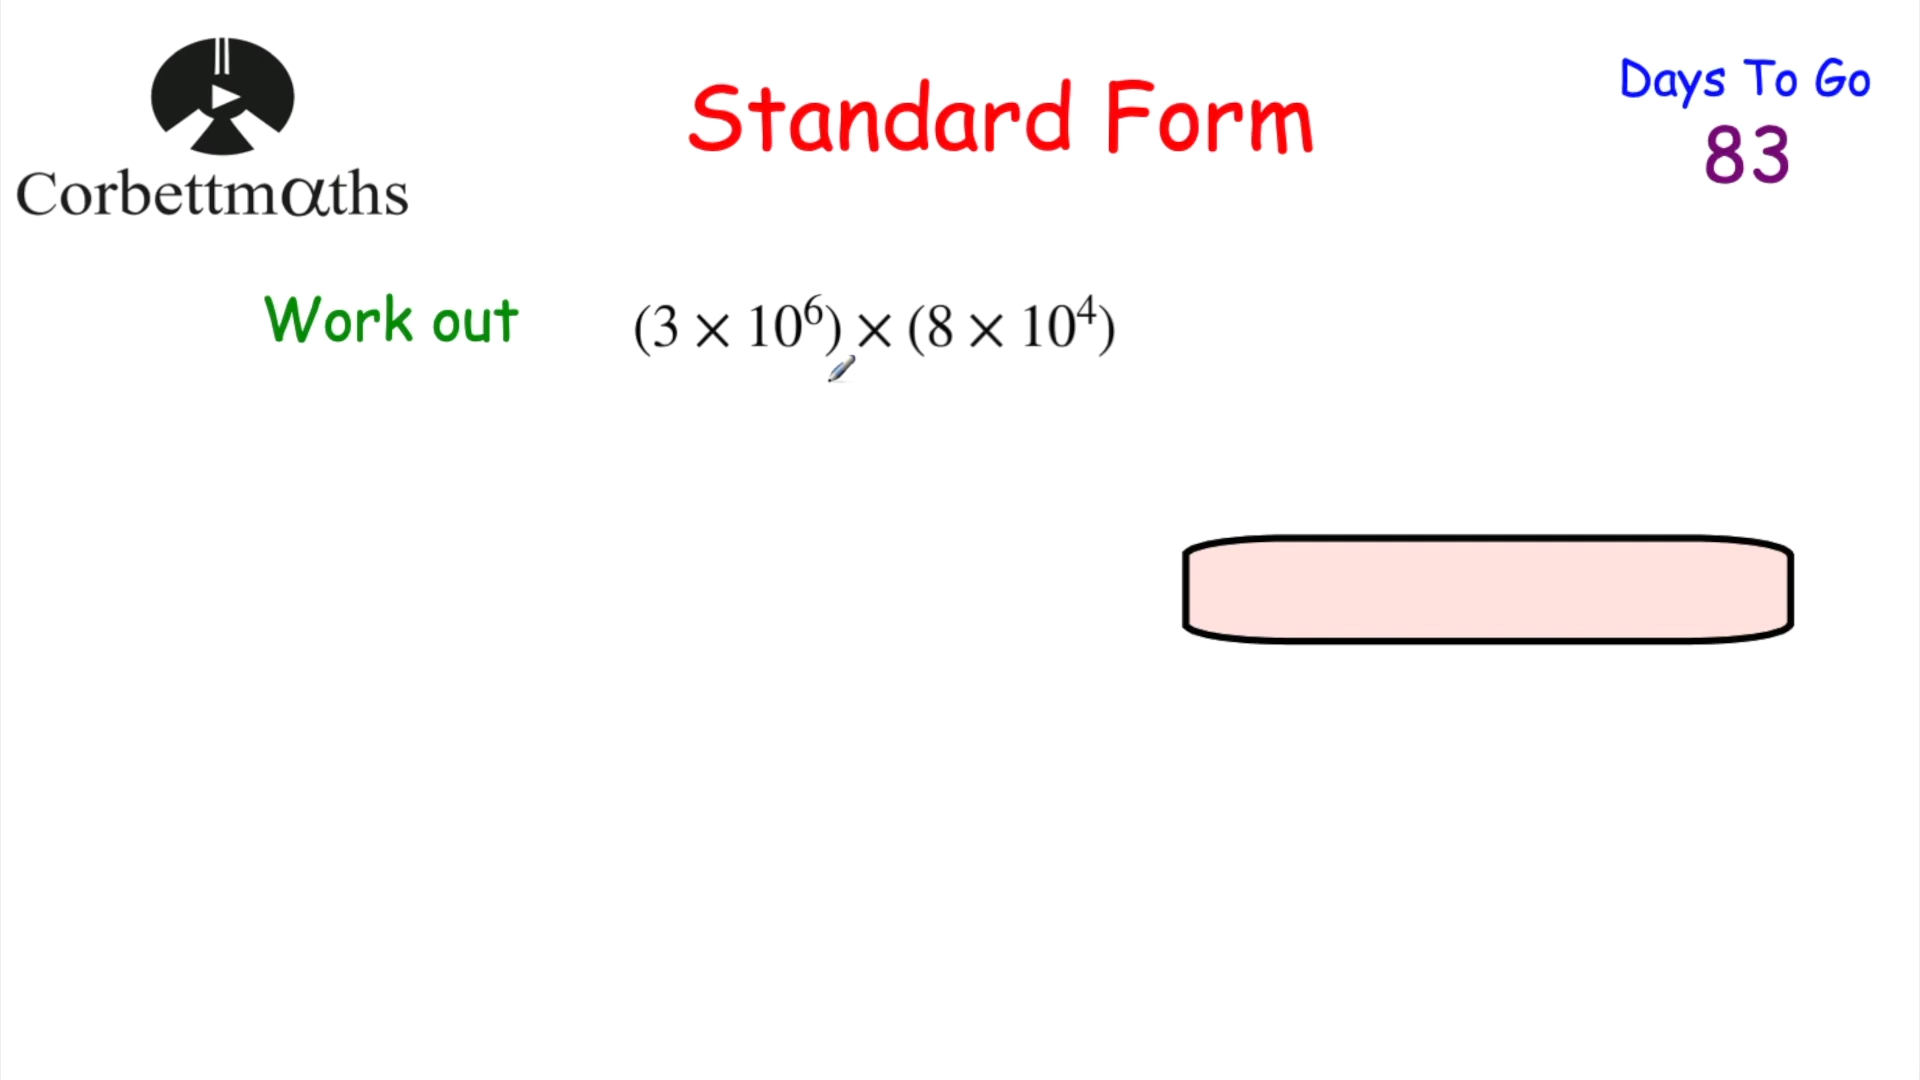 Corbettmαths
Standard Form
Days To Go
83
Work out (3 × 10⁶) × (8 × 10⁴)